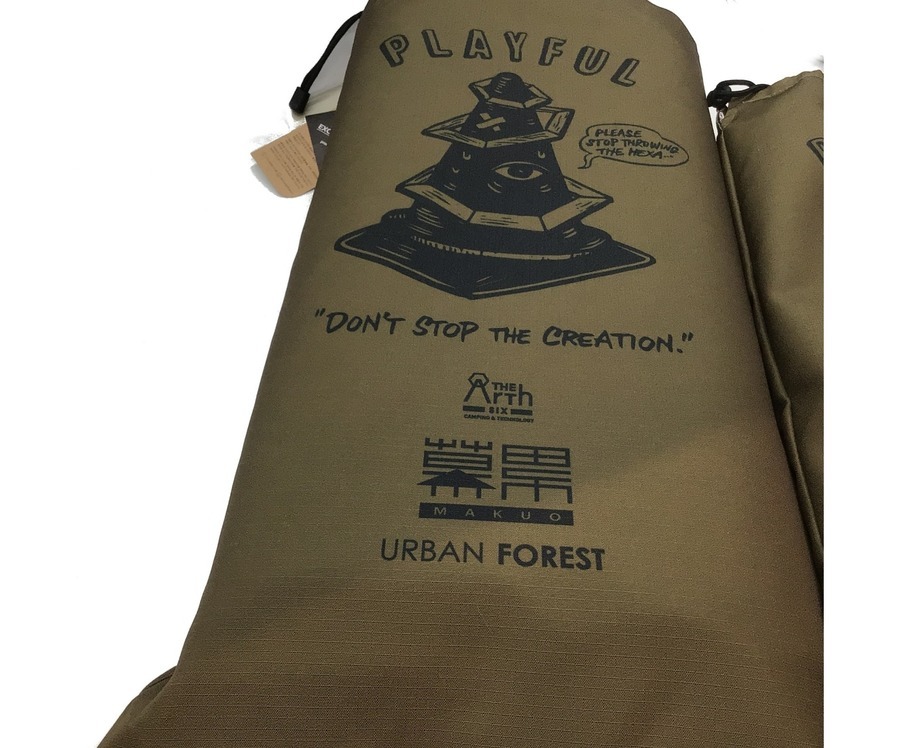 PLAYFUL
PLEASE
STOP THROWING
THE HEXA...
"DON'T STOP THE CREATION."
THE
Arth
SIX
CAMPING & TECHNOLOGY
幕男
MAKUO
URBAN FOREST